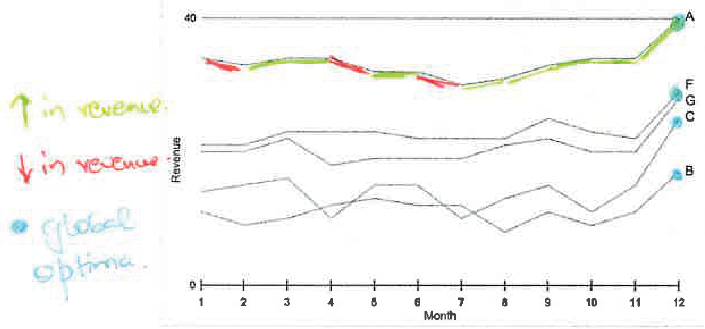 40
A
F
G
C
B
↑ in revenue.
↓ in revenue.
• global
optima.
Revenue
0
1 2 3 4 5 6 7 8 9 10 11 12
Month